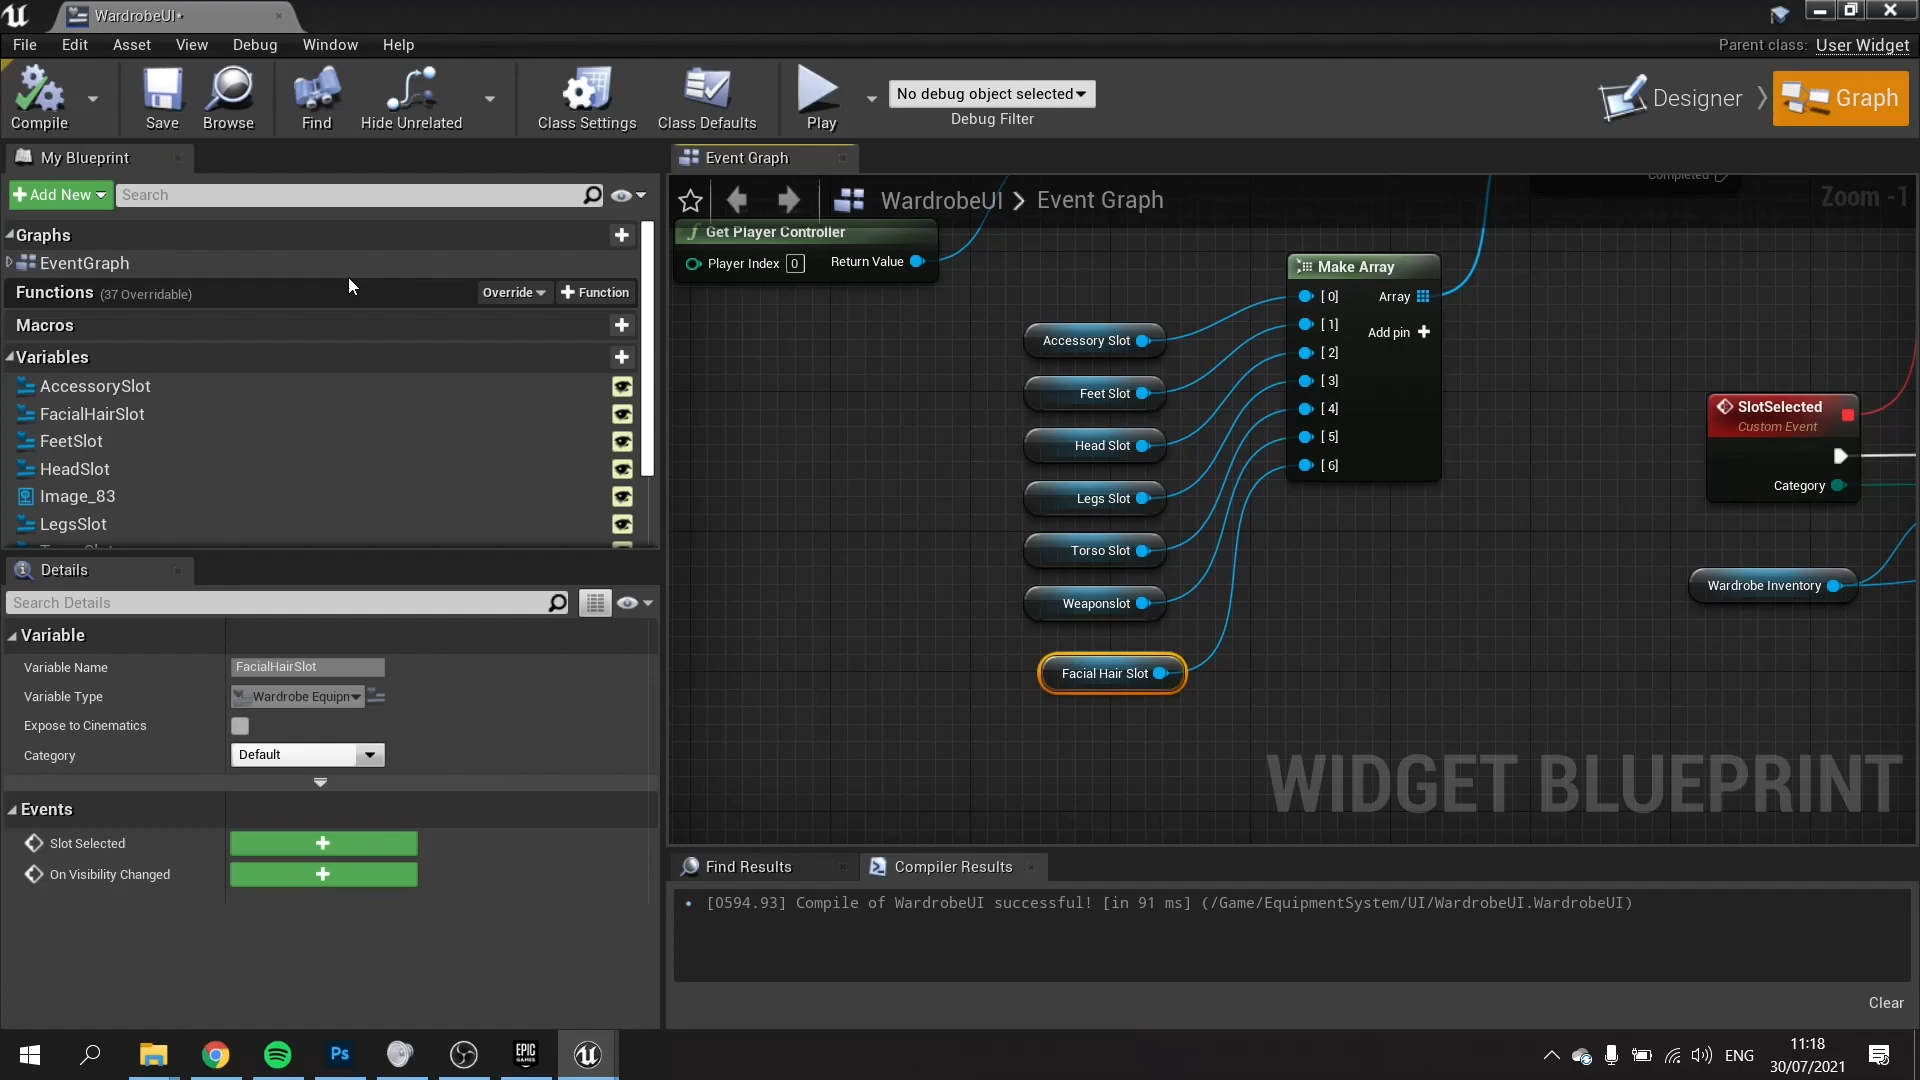 WardrobeUI*
File Edit Asset View Debug Window Help
Parent class: User Widget
Compile Save Browse Find Hide Unrelated Class Settings Class Defaults Play
No debug object selected
Debug Filter
Designer
Graph
My Blueprint
Add New
Search
Graphs
EventGraph
Functions (37 Overridable)
Override
Function
Macros
Variables
AccessorySlot
FacialHairSlot
FeetSlot
HeadSlot
Image_83
LegsSlot
Details
Search Details
Variable
Variable Name FacialHairSlot
Variable Type Wardrobe Equipn
Expose to Cinematics
Category Default
Events
Slot Selected
On Visibility Changed
Event Graph
WardrobeUI > Event Graph
Zoom -1
Completed
Get Player Controller
Player Index 0 Return Value
Make Array
[0] Array
[1]
Add pin +
[2]
[3]
[4]
[5]
[6]
Accessory Slot
Feet Slot
Head Slot
Legs Slot
Torso Slot
Weaponslot
Facial Hair Slot
SlotSelected
Custom Event
Category
Wardrobe Inventory
WIDGET BLUEPRINT
Find Results
Compiler Results
[0594.93] Compile of WardrobeUI successful! [in 91 ms] (/Game/EquipmentSystem/UI/WardrobeUI.WardrobeUI)
Clear
Ps
EPIC
GAMES
ENG
11:18
30/07/2021